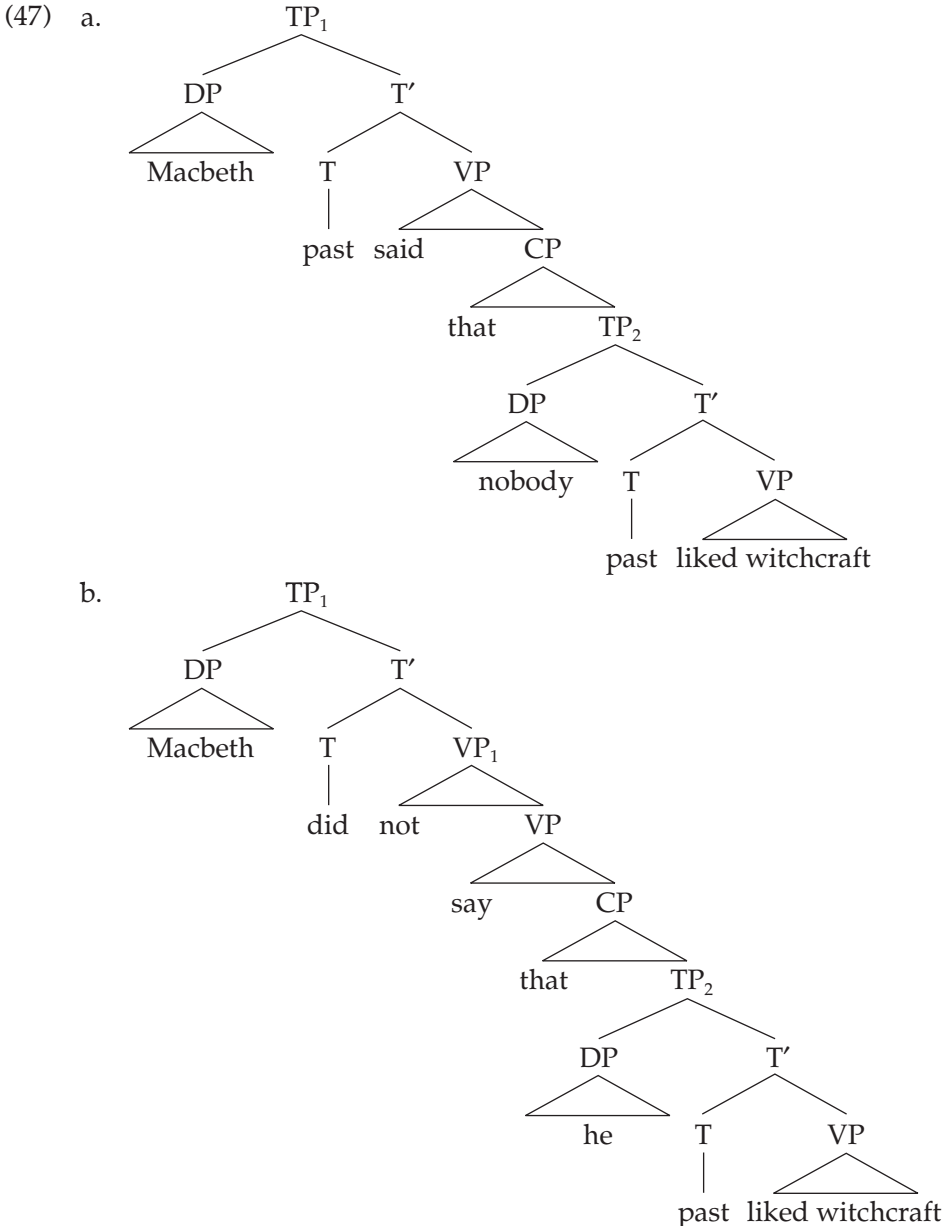 (47) a. TP₁
DP T′
Macbeth T VP
past said CP
that TP₂
DP T′
nobody T VP
past liked witchcraft
b. TP₁
DP T′
Macbeth T VP₁
did not VP
say CP
that TP₂
DP T′
he T VP
past liked witchcraft